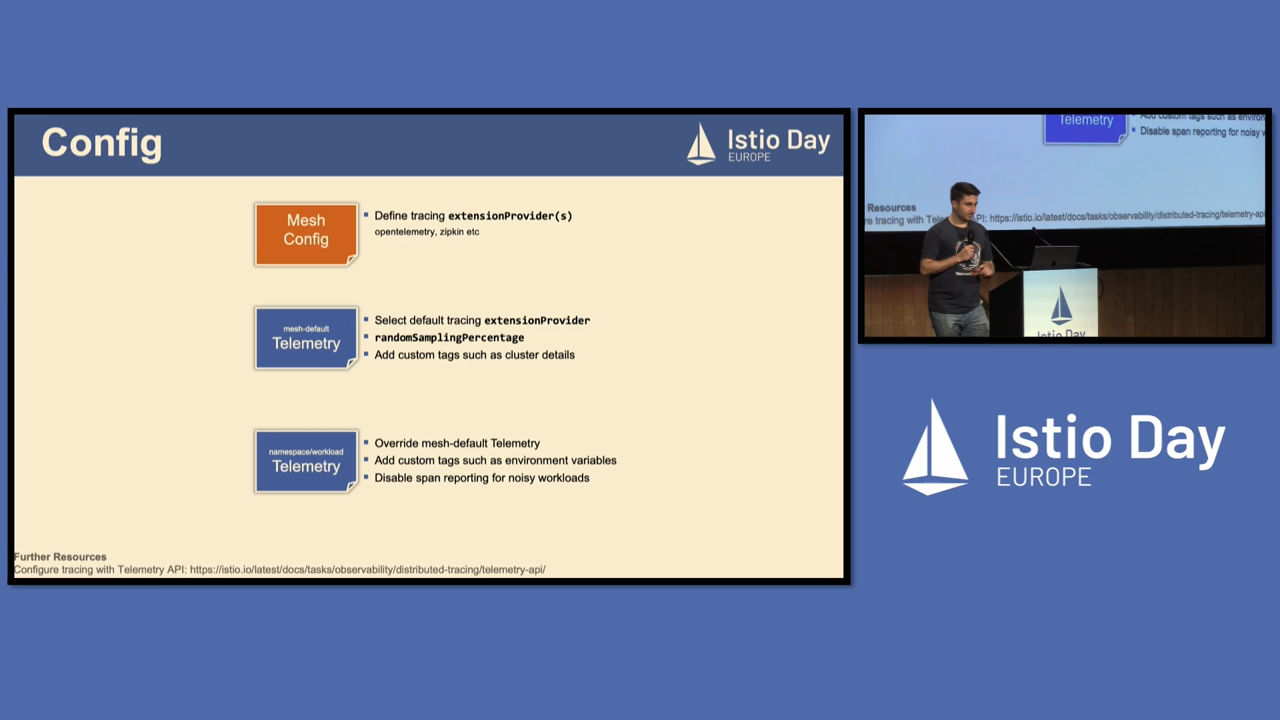 Config
Istio Day
EUROPE
Mesh
Config
Define tracing extensionProvider(s)
opentelemetry, zipkin etc
mesh-default
Telemetry
Select default tracing extensionProvider
randomSamplingPercentage
Add custom tags such as cluster details
namespace/workload
Telemetry
Override mesh-default Telemetry
Add custom tags such as environment variables
Disable span reporting for noisy workloads
Further Resources
Configure tracing with Telemetry API: https://istio.io/latest/docs/tasks/observability/distributed-tracing/telemetry-api/
Telemetry
Add custom tags such as environ
Disable span reporting for noisy w
Resources
re tracing with Tele
API: https://istio.io/latest/docs/tasks/observability/distributed-tracing/telemetry-api
Istio Day
Istio Day
EUROPE